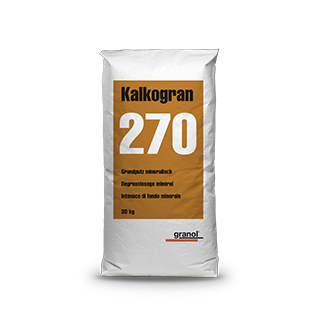 Kalkogran
270
Grundputz mineralisch
Dégrossissage minéral
Intonaco di fondo minerale
30 kg
granol